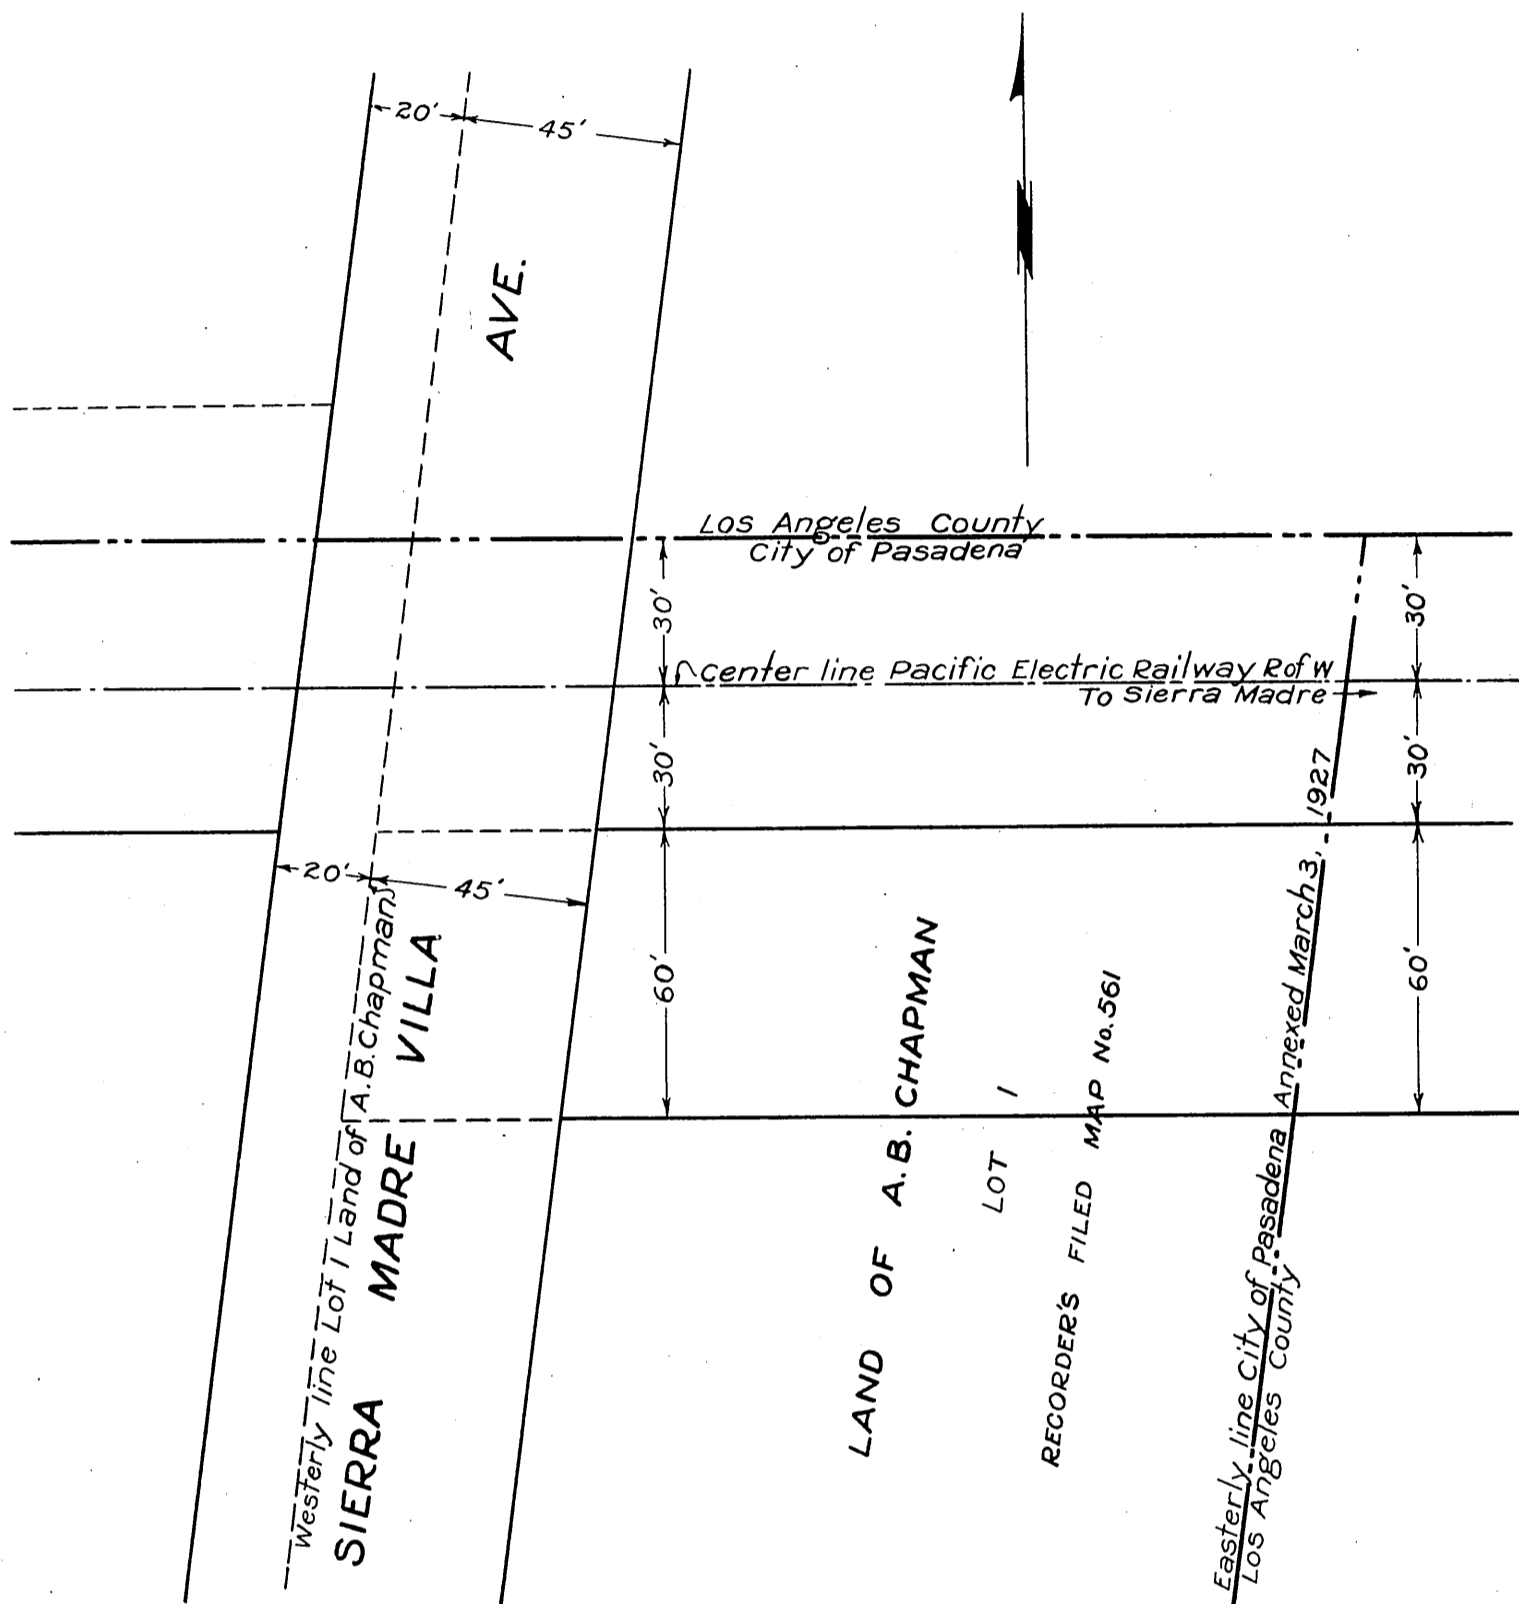 20'
45'
AVE.
Los Angeles County
City of Pasadena
30'
30'
Center line Pacific Electric Railway R of W
To Sierra Madre
30'
30'
20'
45'
60'
60'
Westerly line Lot 1 Land of A.B. Chapman
SIERRA MADRE VILLA
LAND OF A.B. CHAPMAN
LOT 1
RECORDER'S FILED MAP No. 561
Easterly line City of Pasadena Annexed March 3, 1927
Los Angeles County